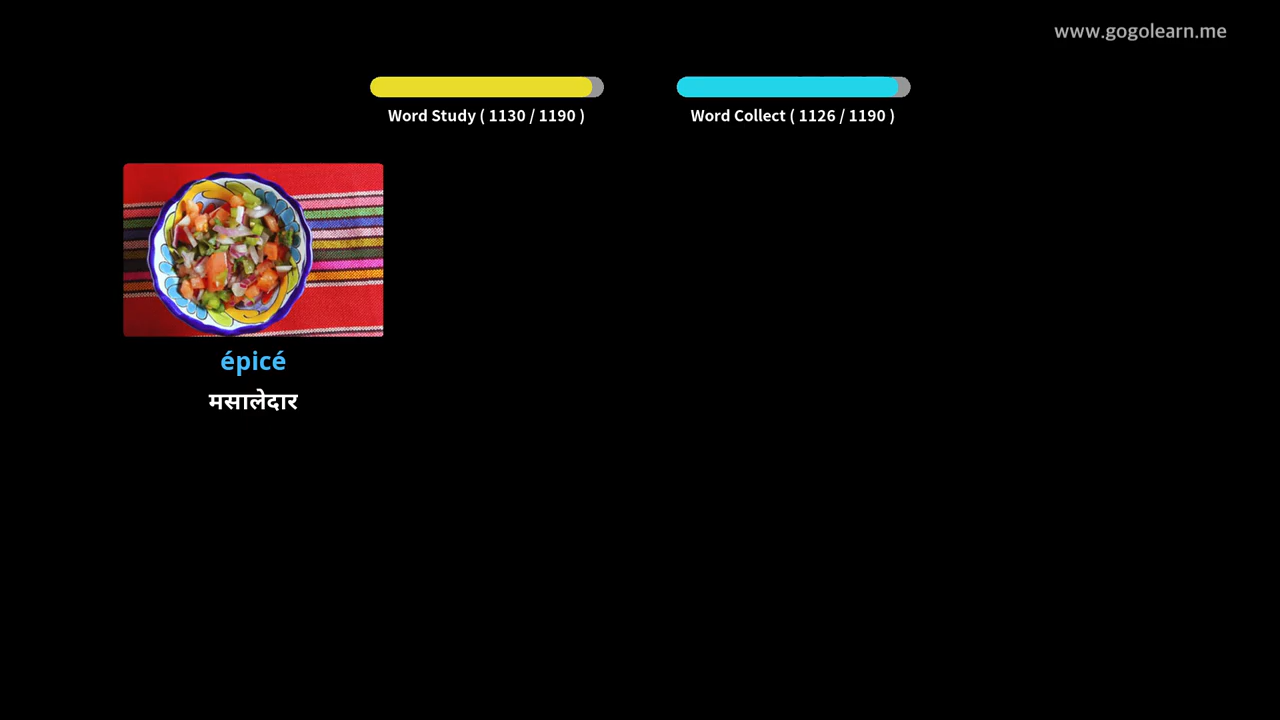 www.gogolearn.me
Word Study ( 1130 / 1190 )
Word Collect ( 1126 / 1190 )
épicé
मसालेदार